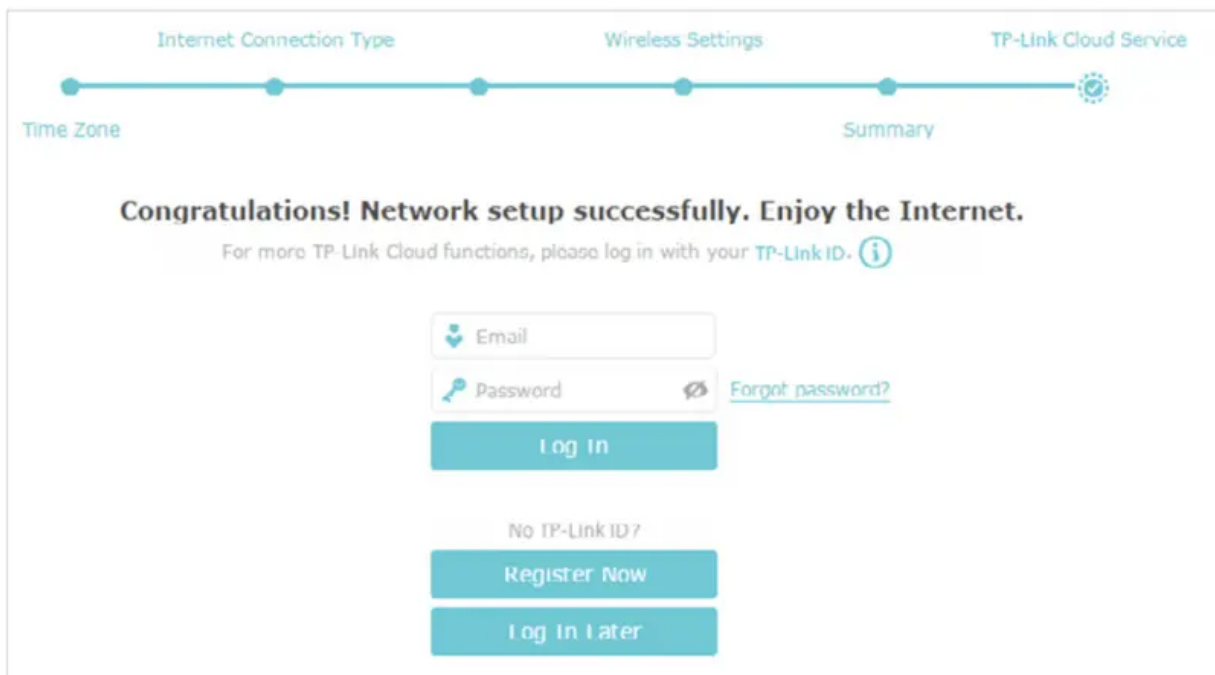 Internet Connection Type Wireless Settings TP-Link Cloud Service
Time Zone Summary
Congratulations! Network setup successfully. Enjoy the Internet.
For more TP-Link Cloud functions, please log in with your TP-Link ID.
Email
Password Forgot password?
Log In
No TP-Link ID?
Register Now
Log In Later